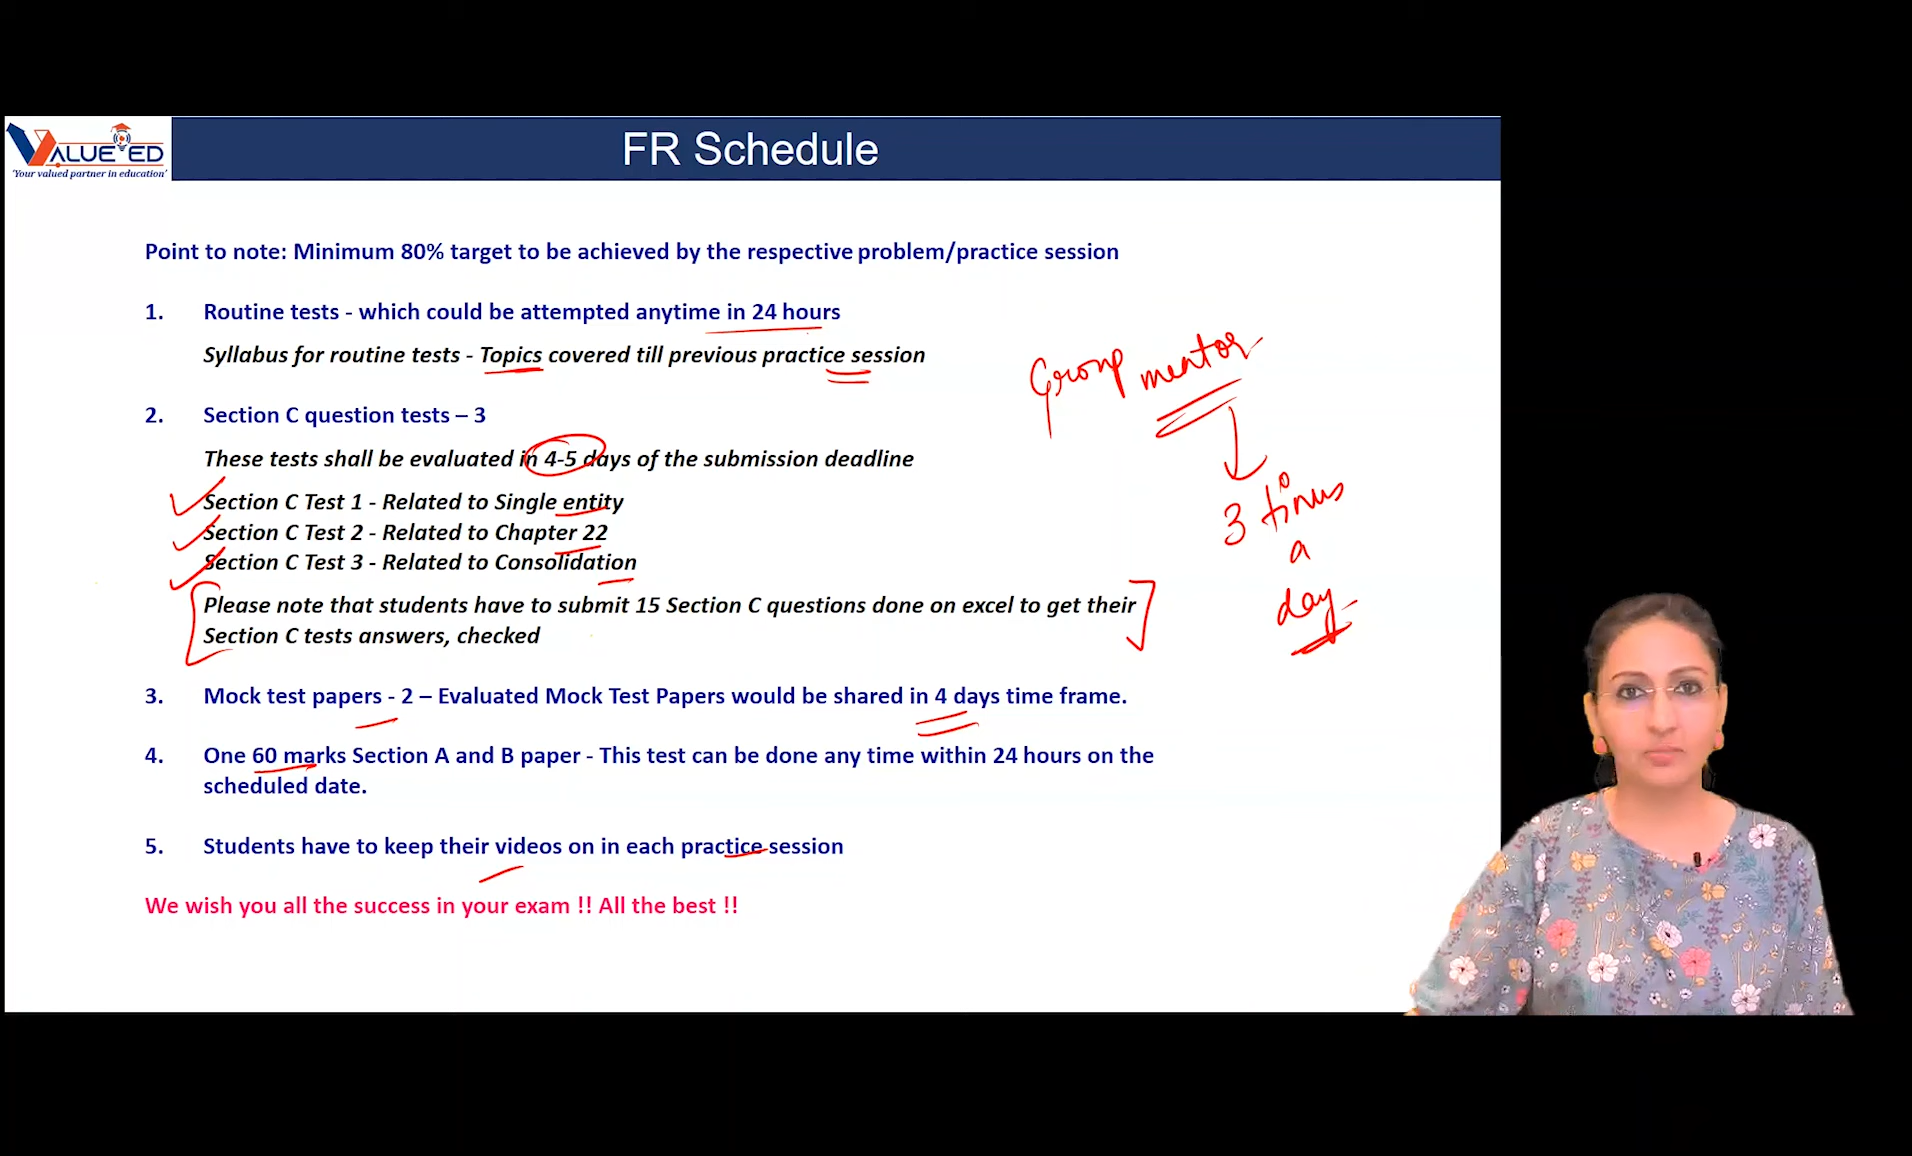 VALUE ED
'Your valued partner in education'
FR Schedule
Point to note: Minimum 80% target to be achieved by the respective problem/practice session
1. Routine tests - which could be attempted anytime in 24 hours
Syllabus for routine tests - Topics covered till previous practice session
2. Section C question tests – 3
These tests shall be evaluated in 4-5 days of the submission deadline
Section C Test 1 - Related to Single entity
Section C Test 2 - Related to Chapter 22
Section C Test 3 - Related to Consolidation
Please note that students have to submit 15 Section C questions done on excel to get their
Section C tests answers, checked
3. Mock test papers - 2 – Evaluated Mock Test Papers would be shared in 4 days time frame.
4. One 60 marks Section A and B paper - This test can be done any time within 24 hours on the
scheduled date.
5. Students have to keep their videos on in each practice session
We wish you all the success in your exam !! All the best !!
Group mentor
3 times
a
day